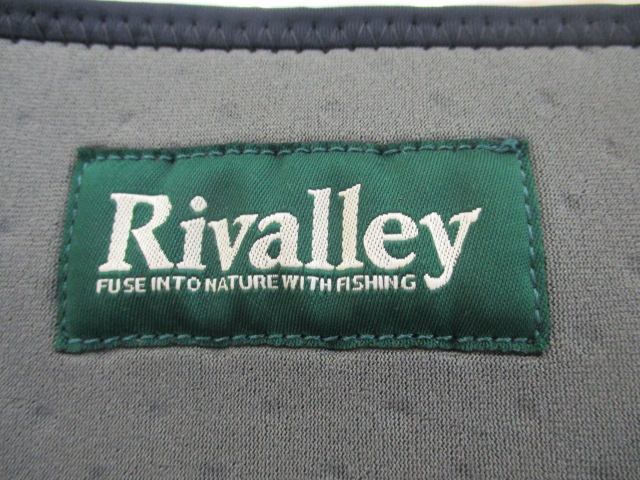 Rivalley
FUSE INTO NATURE WITH FISHING